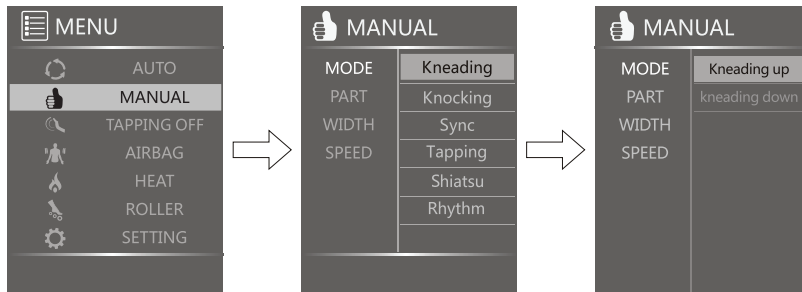 MENU
AUTO
MANUAL
TAPPING OFF
AIRBAG
HEAT
ROLLER
SETTING
MANUAL
MODE
PART
WIDTH
SPEED
Kneading
Knocking
Sync
Tapping
Shiatsu
Rhythm
MANUAL
MODE
PART
WIDTH
SPEED
Kneading up
kneading down